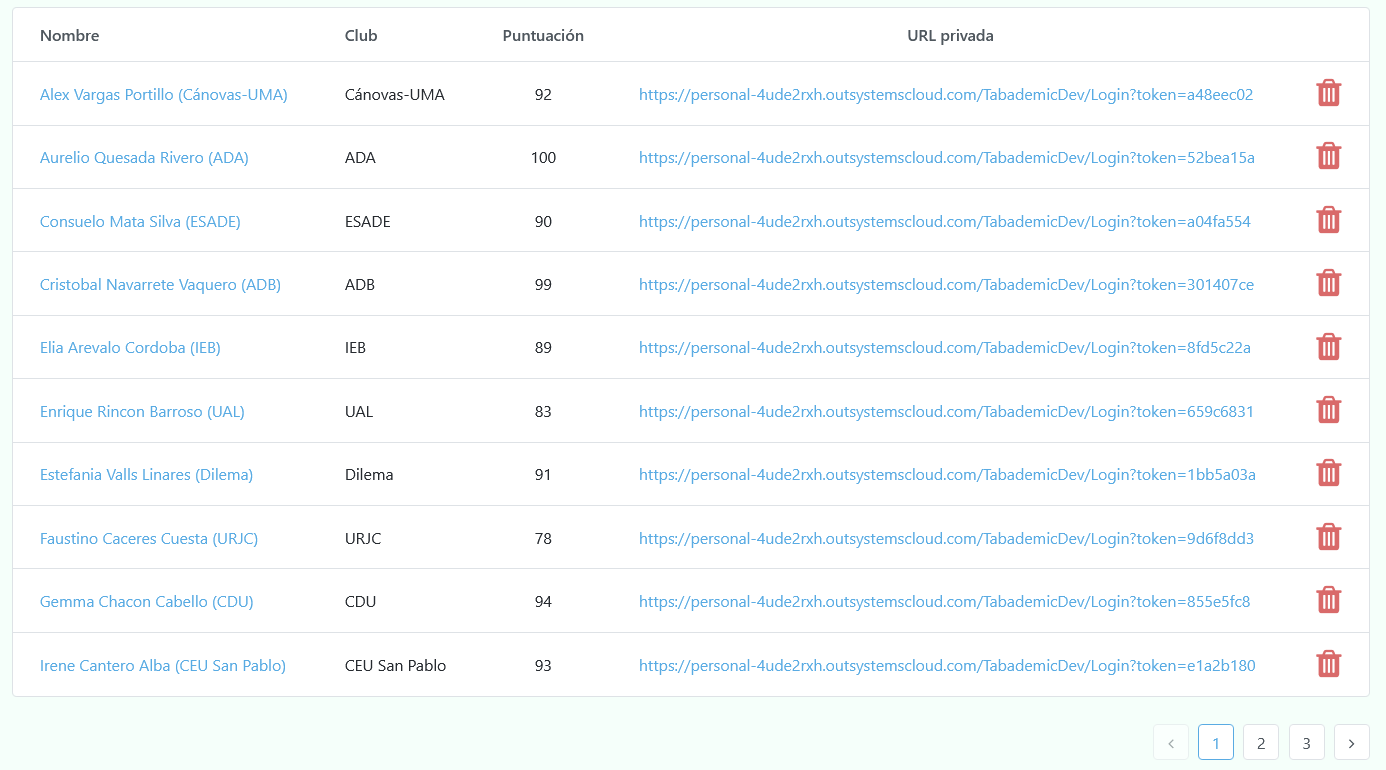 Nombre Club Puntuación URL privada
Alex Vargas Portillo (Cánovas-UMA) Cánovas-UMA 92 https://personal-4ude2rxh.outsystemscloud.com/TabademicDev/Login?token=a48eec02
Aurelio Quesada Rivero (ADA) ADA 100 https://personal-4ude2rxh.outsystemscloud.com/TabademicDev/Login?token=52bea15a
Consuelo Mata Silva (ESADE) ESADE 90 https://personal-4ude2rxh.outsystemscloud.com/TabademicDev/Login?token=a04fa554
Cristobal Navarrete Vaquero (ADB) ADB 99 https://personal-4ude2rxh.outsystemscloud.com/TabademicDev/Login?token=301407ce
Elia Arevalo Cordoba (IEB) IEB 89 https://personal-4ude2rxh.outsystemscloud.com/TabademicDev/Login?token=8fd5c22a
Enrique Rincon Barroso (UAL) UAL 83 https://personal-4ude2rxh.outsystemscloud.com/TabademicDev/Login?token=659c6831
Estefania Valls Linares (Dilema) Dilema 91 https://personal-4ude2rxh.outsystemscloud.com/TabademicDev/Login?token=1bb5a03a
Faustino Caceres Cuesta (URJC) URJC 78 https://personal-4ude2rxh.outsystemscloud.com/TabademicDev/Login?token=9d6f8dd3
Gemma Chacon Cabello (CDU) CDU 94 https://personal-4ude2rxh.outsystemscloud.com/TabademicDev/Login?token=855e5fc8
Irene Cantero Alba (CEU San Pablo) CEU San Pablo 93 https://personal-4ude2rxh.outsystemscloud.com/TabademicDev/Login?token=e1a2b180
‹ 1 2 3 ›